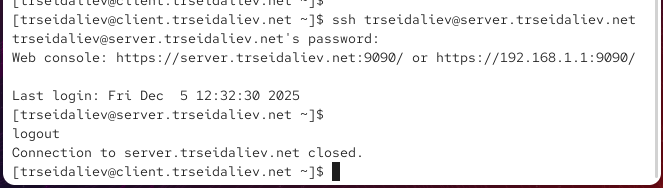 [trseidaliev@client.trseidaliev.net ~]$
[trseidaliev@client.trseidaliev.net ~]$ ssh trseidaliev@server.trseidaliev.net
trseidaliev@server.trseidaliev.net's password:
Web console: https://server.trseidaliev.net:9090/ or https://192.168.1.1:9090/

Last login: Fri Dec  5 12:32:30 2025
[trseidaliev@server.trseidaliev.net ~]$
logout
Connection to server.trseidaliev.net closed.
[trseidaliev@client.trseidaliev.net ~]$